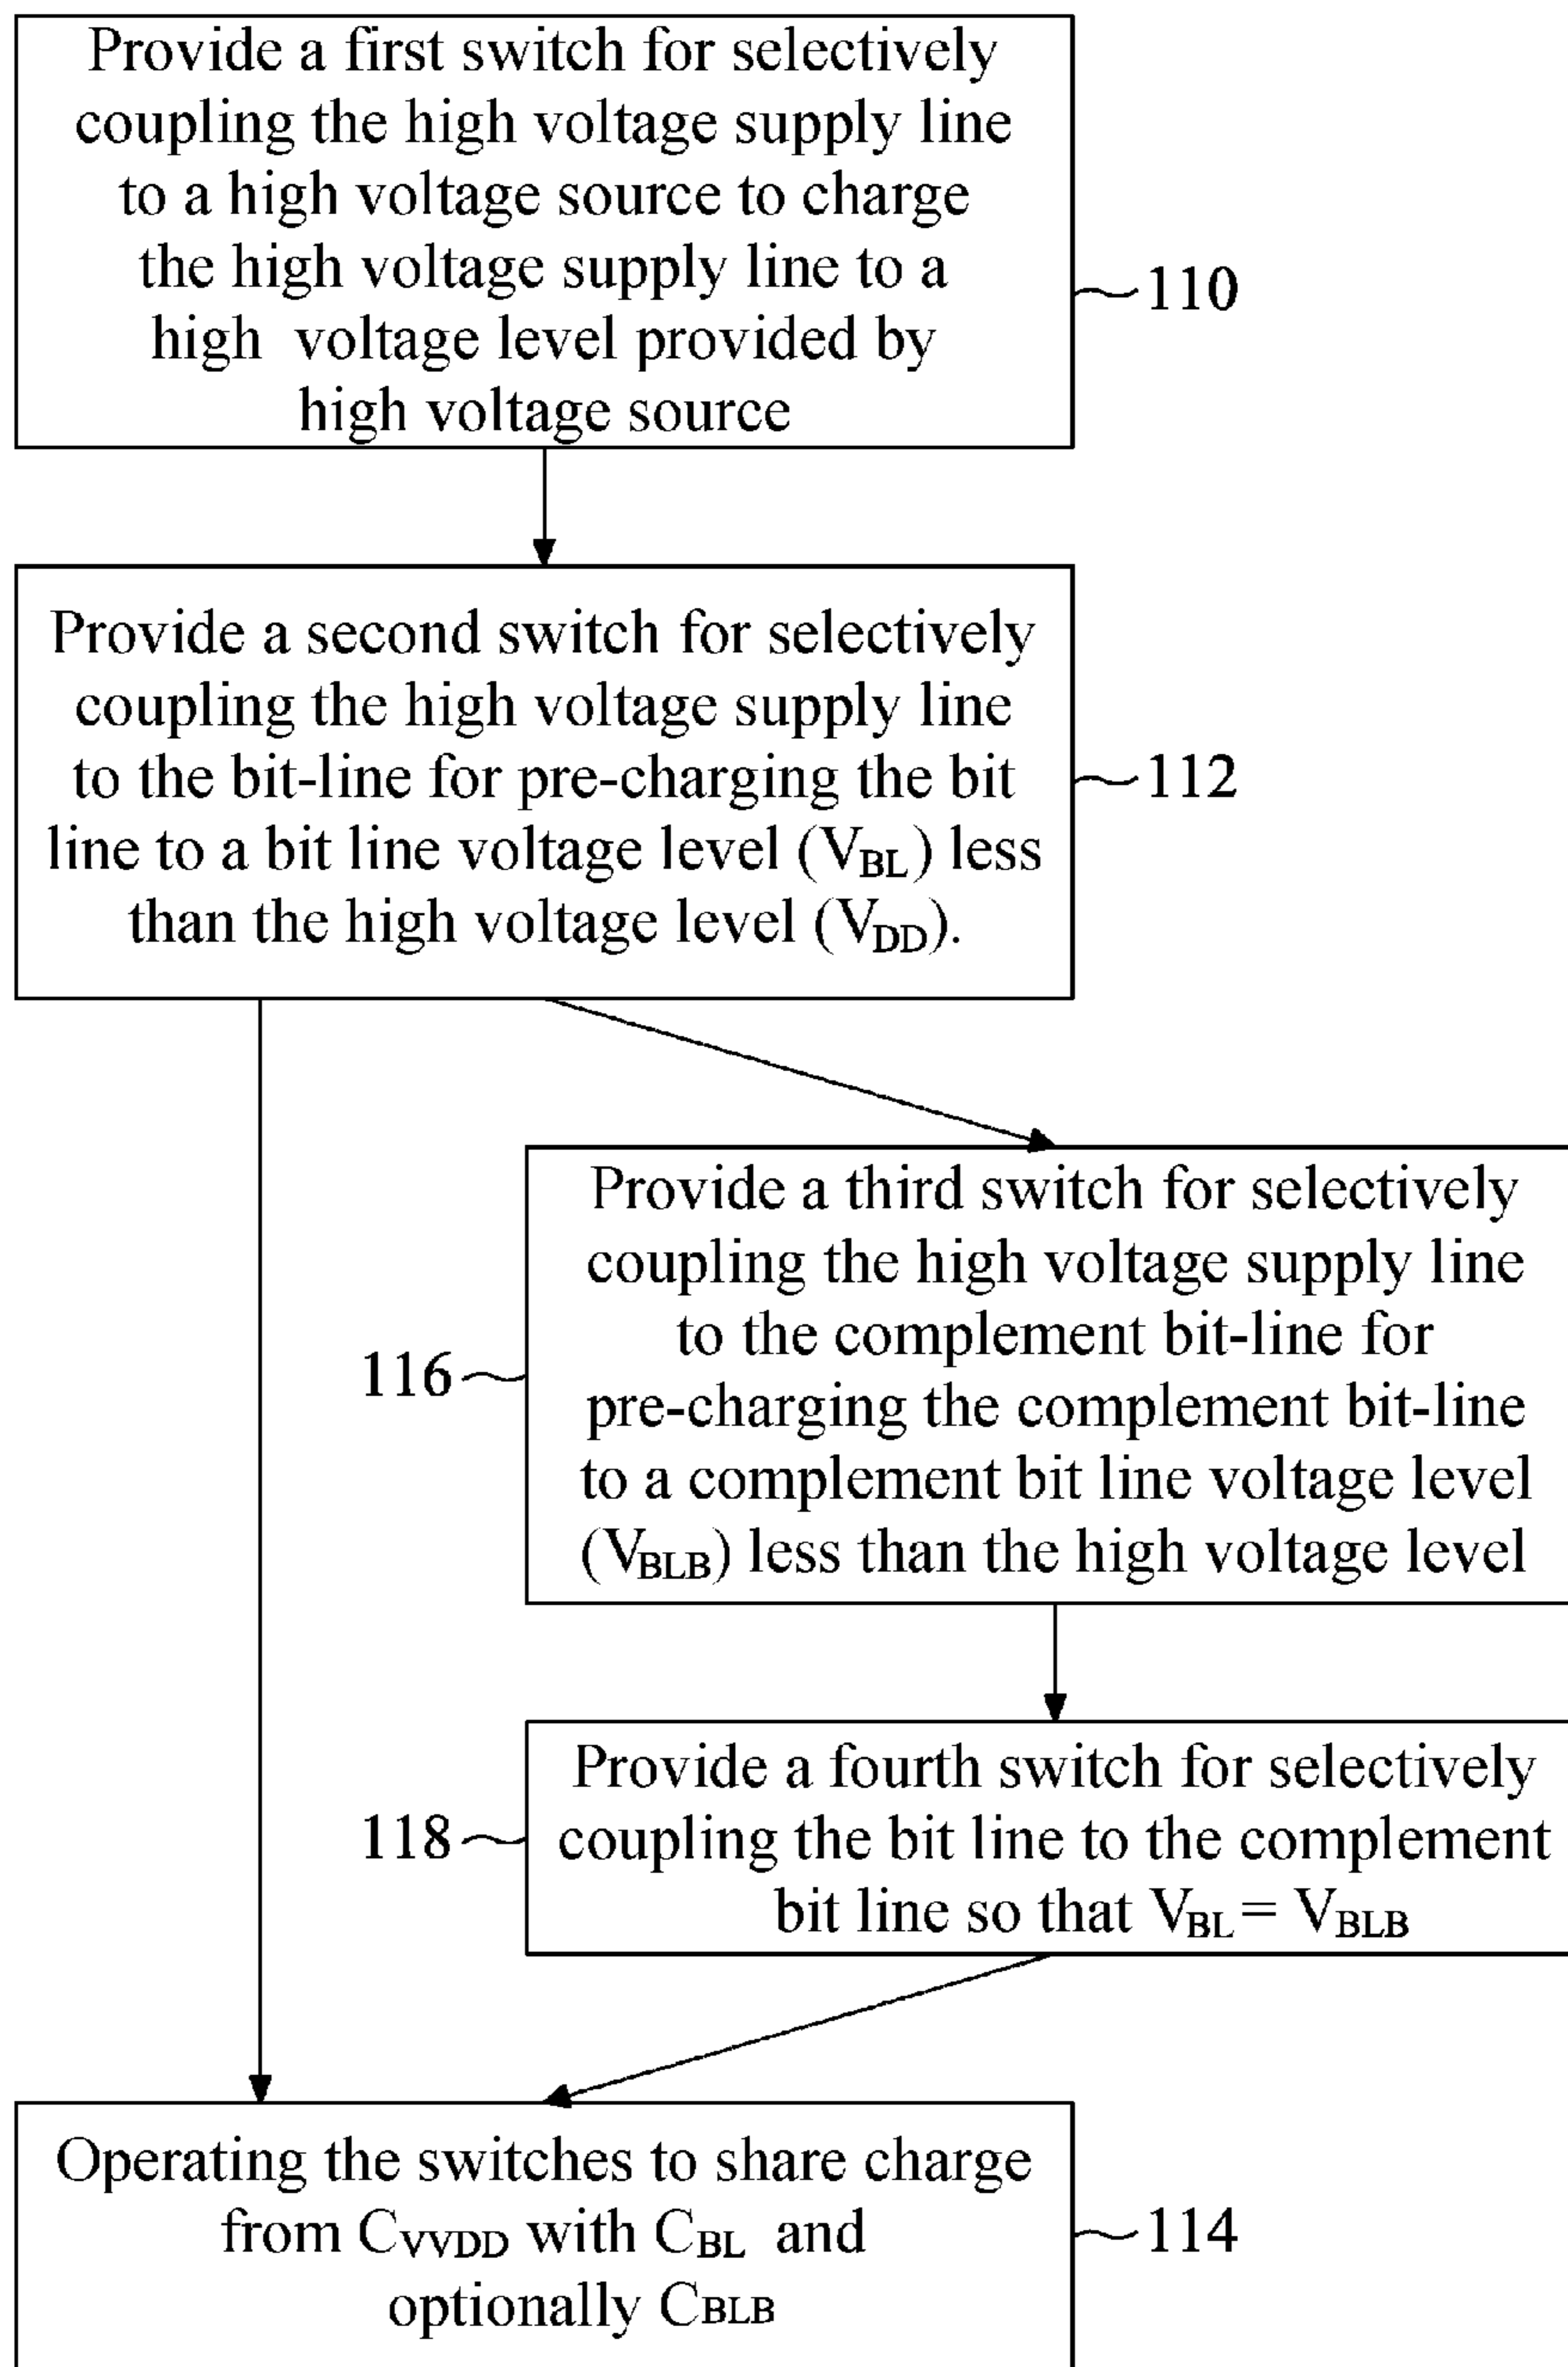 Provide a first switch for selectively
coupling the high voltage supply line
to a high voltage source to charge
the high voltage supply line to a
high voltage level provided by
high voltage source
110
Provide a second switch for selectively
coupling the high voltage supply line
to the bit-line for pre-charging the bit
line to a bit line voltage level (VBL) less
than the high voltage level (VDD).
112
Provide a third switch for selectively
coupling the high voltage supply line
to the complement bit-line for
pre-charging the complement bit-line
to a complement bit line voltage level
(VBLB) less than the high voltage level
116
Provide a fourth switch for selectively
coupling the bit line to the complement
bit line so that VBL = VBLB
118
Operating the switches to share charge
from CVVDD with CBL and
optionally CBLB
114